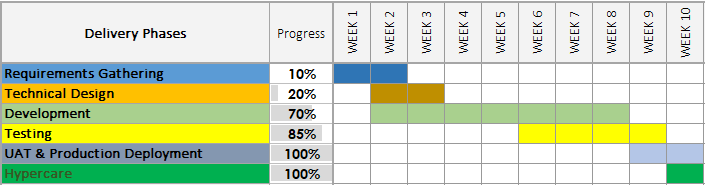 Delivery Phases Progress WEEK 1 WEEK 2 WEEK 3 WEEK 4 WEEK 5 WEEK 6 WEEK 7 WEEK 8 WEEK 9 WEEK 10
Requirements Gathering 10%
Technical Design 20%
Development 70%
Testing 85%
UAT & Production Deployment 100%
Hypercare 100%